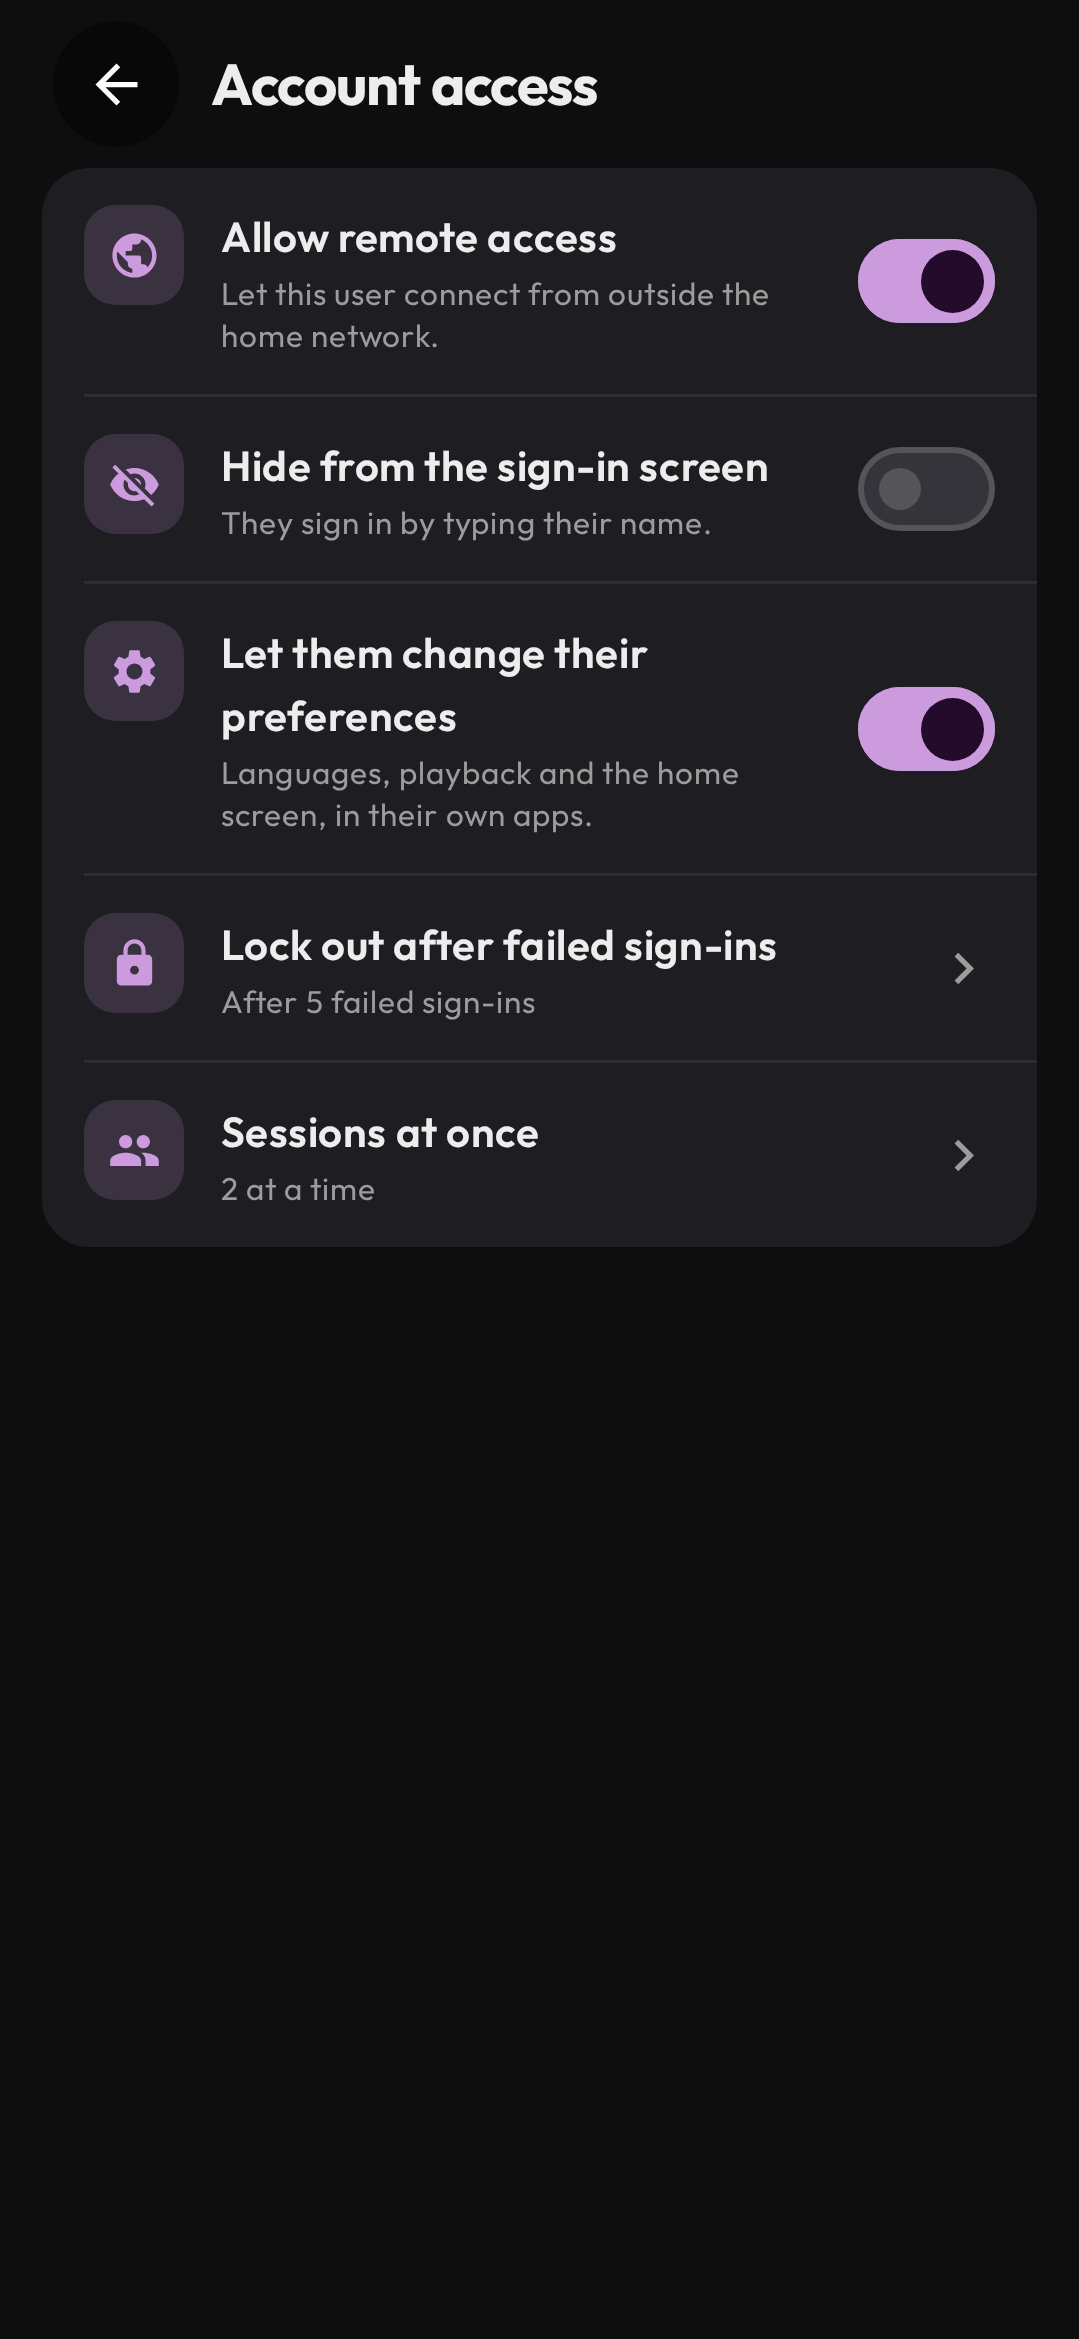 Account access
Allow remote access
Let this user connect from outside the
home network.
Hide from the sign-in screen
They sign in by typing their name.
Let them change their
preferences
Languages, playback and the home
screen, in their own apps.
Lock out after failed sign-ins
After 5 failed sign-ins
Sessions at once
2 at a time